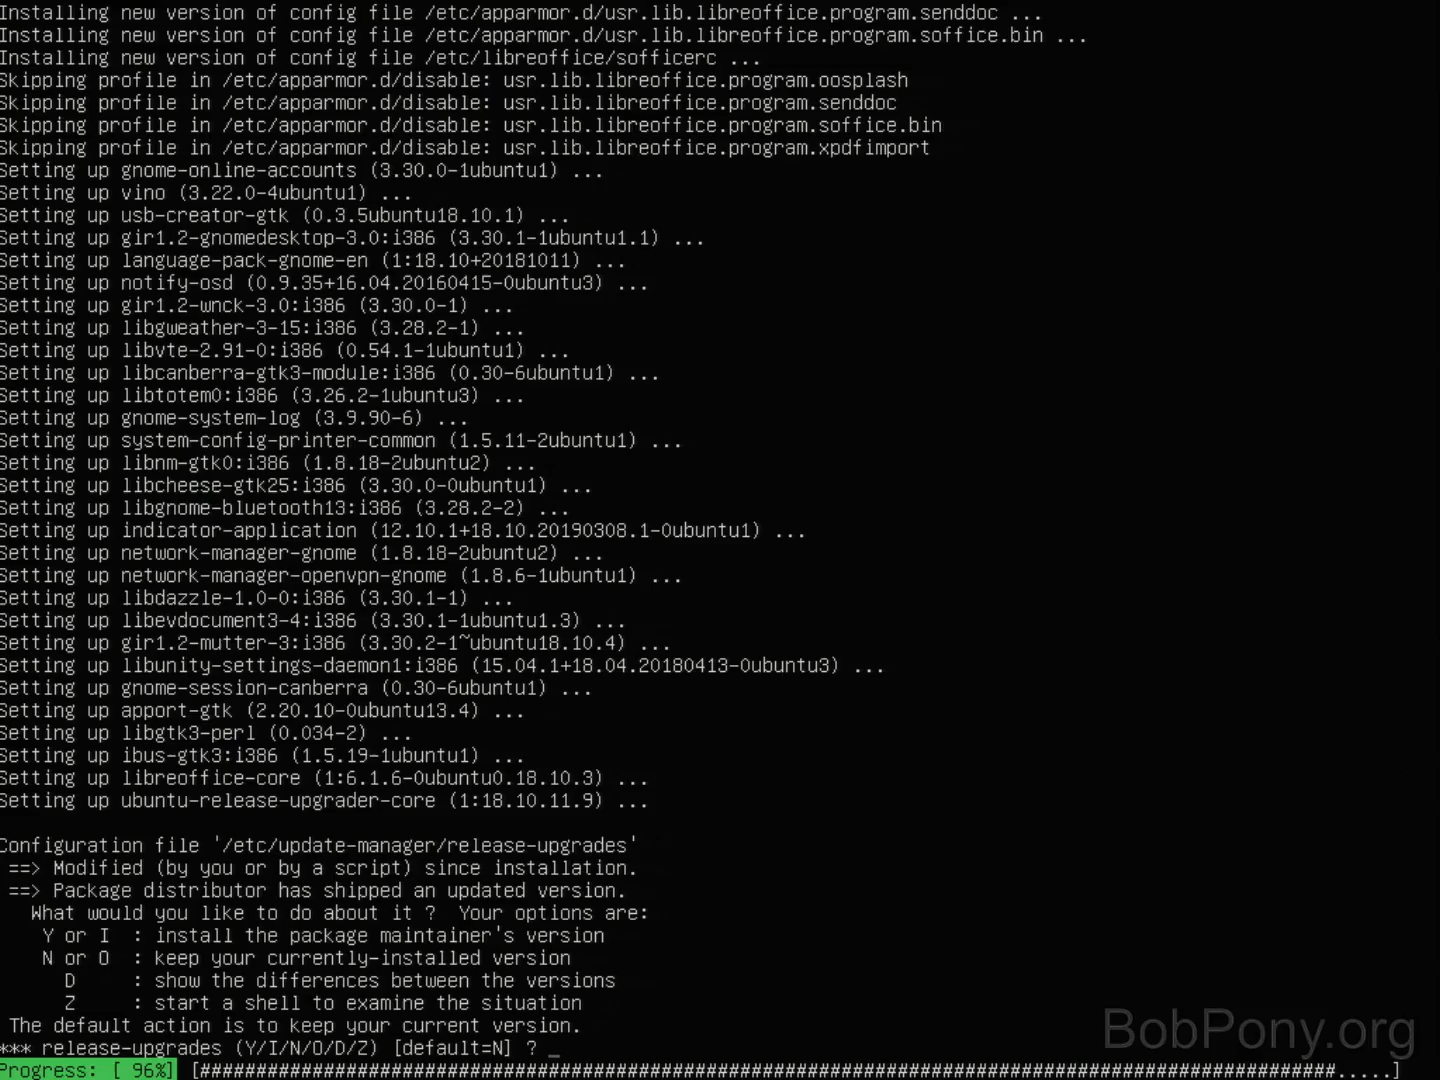 Installing new version of config file /etc/apparmor.d/usr.lib.libreoffice.program.senddoc ...
Installing new version of config file /etc/apparmor.d/usr.lib.libreoffice.program.soffice.bin ...
Installing new version of config file /etc/libreoffice/sofficerc ...
Skipping profile in /etc/apparmor.d/disable: usr.lib.libreoffice.program.oosplash
Skipping profile in /etc/apparmor.d/disable: usr.lib.libreoffice.program.senddoc
Skipping profile in /etc/apparmor.d/disable: usr.lib.libreoffice.program.soffice.bin
Skipping profile in /etc/apparmor.d/disable: usr.lib.libreoffice.program.xpdfimport
Setting up gnome-online-accounts (3.30.0-1ubuntu1) ...
Setting up vino (3.22.0-4ubuntu1) ...
Setting up usb-creator-gtk (0.3.5ubuntu18.10.1) ...
Setting up gir1.2-gnomedesktop-3.0:i386 (3.30.1-1ubuntu1.1) ...
Setting up language-pack-gnome-en (1:18.10+20181011) ...
Setting up notify-osd (0.9.35+16.04.20160415-0ubuntu3) ...
Setting up gir1.2-wnck-3.0:i386 (3.30.0-1) ...
Setting up libgweather-3-15:i386 (3.28.2-1) ...
Setting up libvte-2.91-0:i386 (0.54.1-1ubuntu1) ...
Setting up libcanberra-gtk3-module:i386 (0.30-6ubuntu1) ...
Setting up libtotem0:i386 (3.26.2-1ubuntu3) ...
Setting up gnome-system-log (3.9.90-6) ...
Setting up system-config-printer-common (1.5.11-2ubuntu1) ...
Setting up libnm-gtk0:i386 (1.8.18-2ubuntu2) ...
Setting up libcheese-gtk25:i386 (3.30.0-0ubuntu1) ...
Setting up libgnome-bluetooth13:i386 (3.28.2-2) ...
Setting up indicator-application (12.10.1+18.10.20190308.1-0ubuntu1) ...
Setting up network-manager-gnome (1.8.18-2ubuntu2) ...
Setting up network-manager-openvpn-gnome (1.8.6-1ubuntu1) ...
Setting up libdazzle-1.0-0:i386 (3.30.1-1) ...
Setting up libevdocument3-4:i386 (3.30.1-1ubuntu1.3) ...
Setting up gir1.2-mutter-3:i386 (3.30.2-1~ubuntu18.10.4) ...
Setting up libunity-settings-daemon1:i386 (15.04.1+18.04.20180413-0ubuntu3) ...
Setting up gnome-session-canberra (0.30-6ubuntu1) ...
Setting up apport-gtk (2.20.10-0ubuntu13.4) ...
Setting up libgtk3-perl (0.034-2) ...
Setting up ibus-gtk3:i386 (1.5.19-1ubuntu1) ...
Setting up libreoffice-core (1:6.1.6-0ubuntu0.18.10.3) ...
Setting up ubuntu-release-upgrader-core (1:18.10.11.9) ...
Configuration file '/etc/update-manager/release-upgrades'
==> Modified (by you or by a script) since installation.
==> Package distributor has shipped an updated version.
What would you like to do about it ?  Your options are:
Y or I  : install the package maintainer's version
N or O  : keep your currently-installed version
D     : show the differences between the versions
Z     : start a shell to examine the situation
The default action is to keep your current version.
*** release-upgrades (Y/I/N/O/D/Z) [default=N] ? _
Progress: [ 96%] [#####################################################################################################.....]
BobPony.org